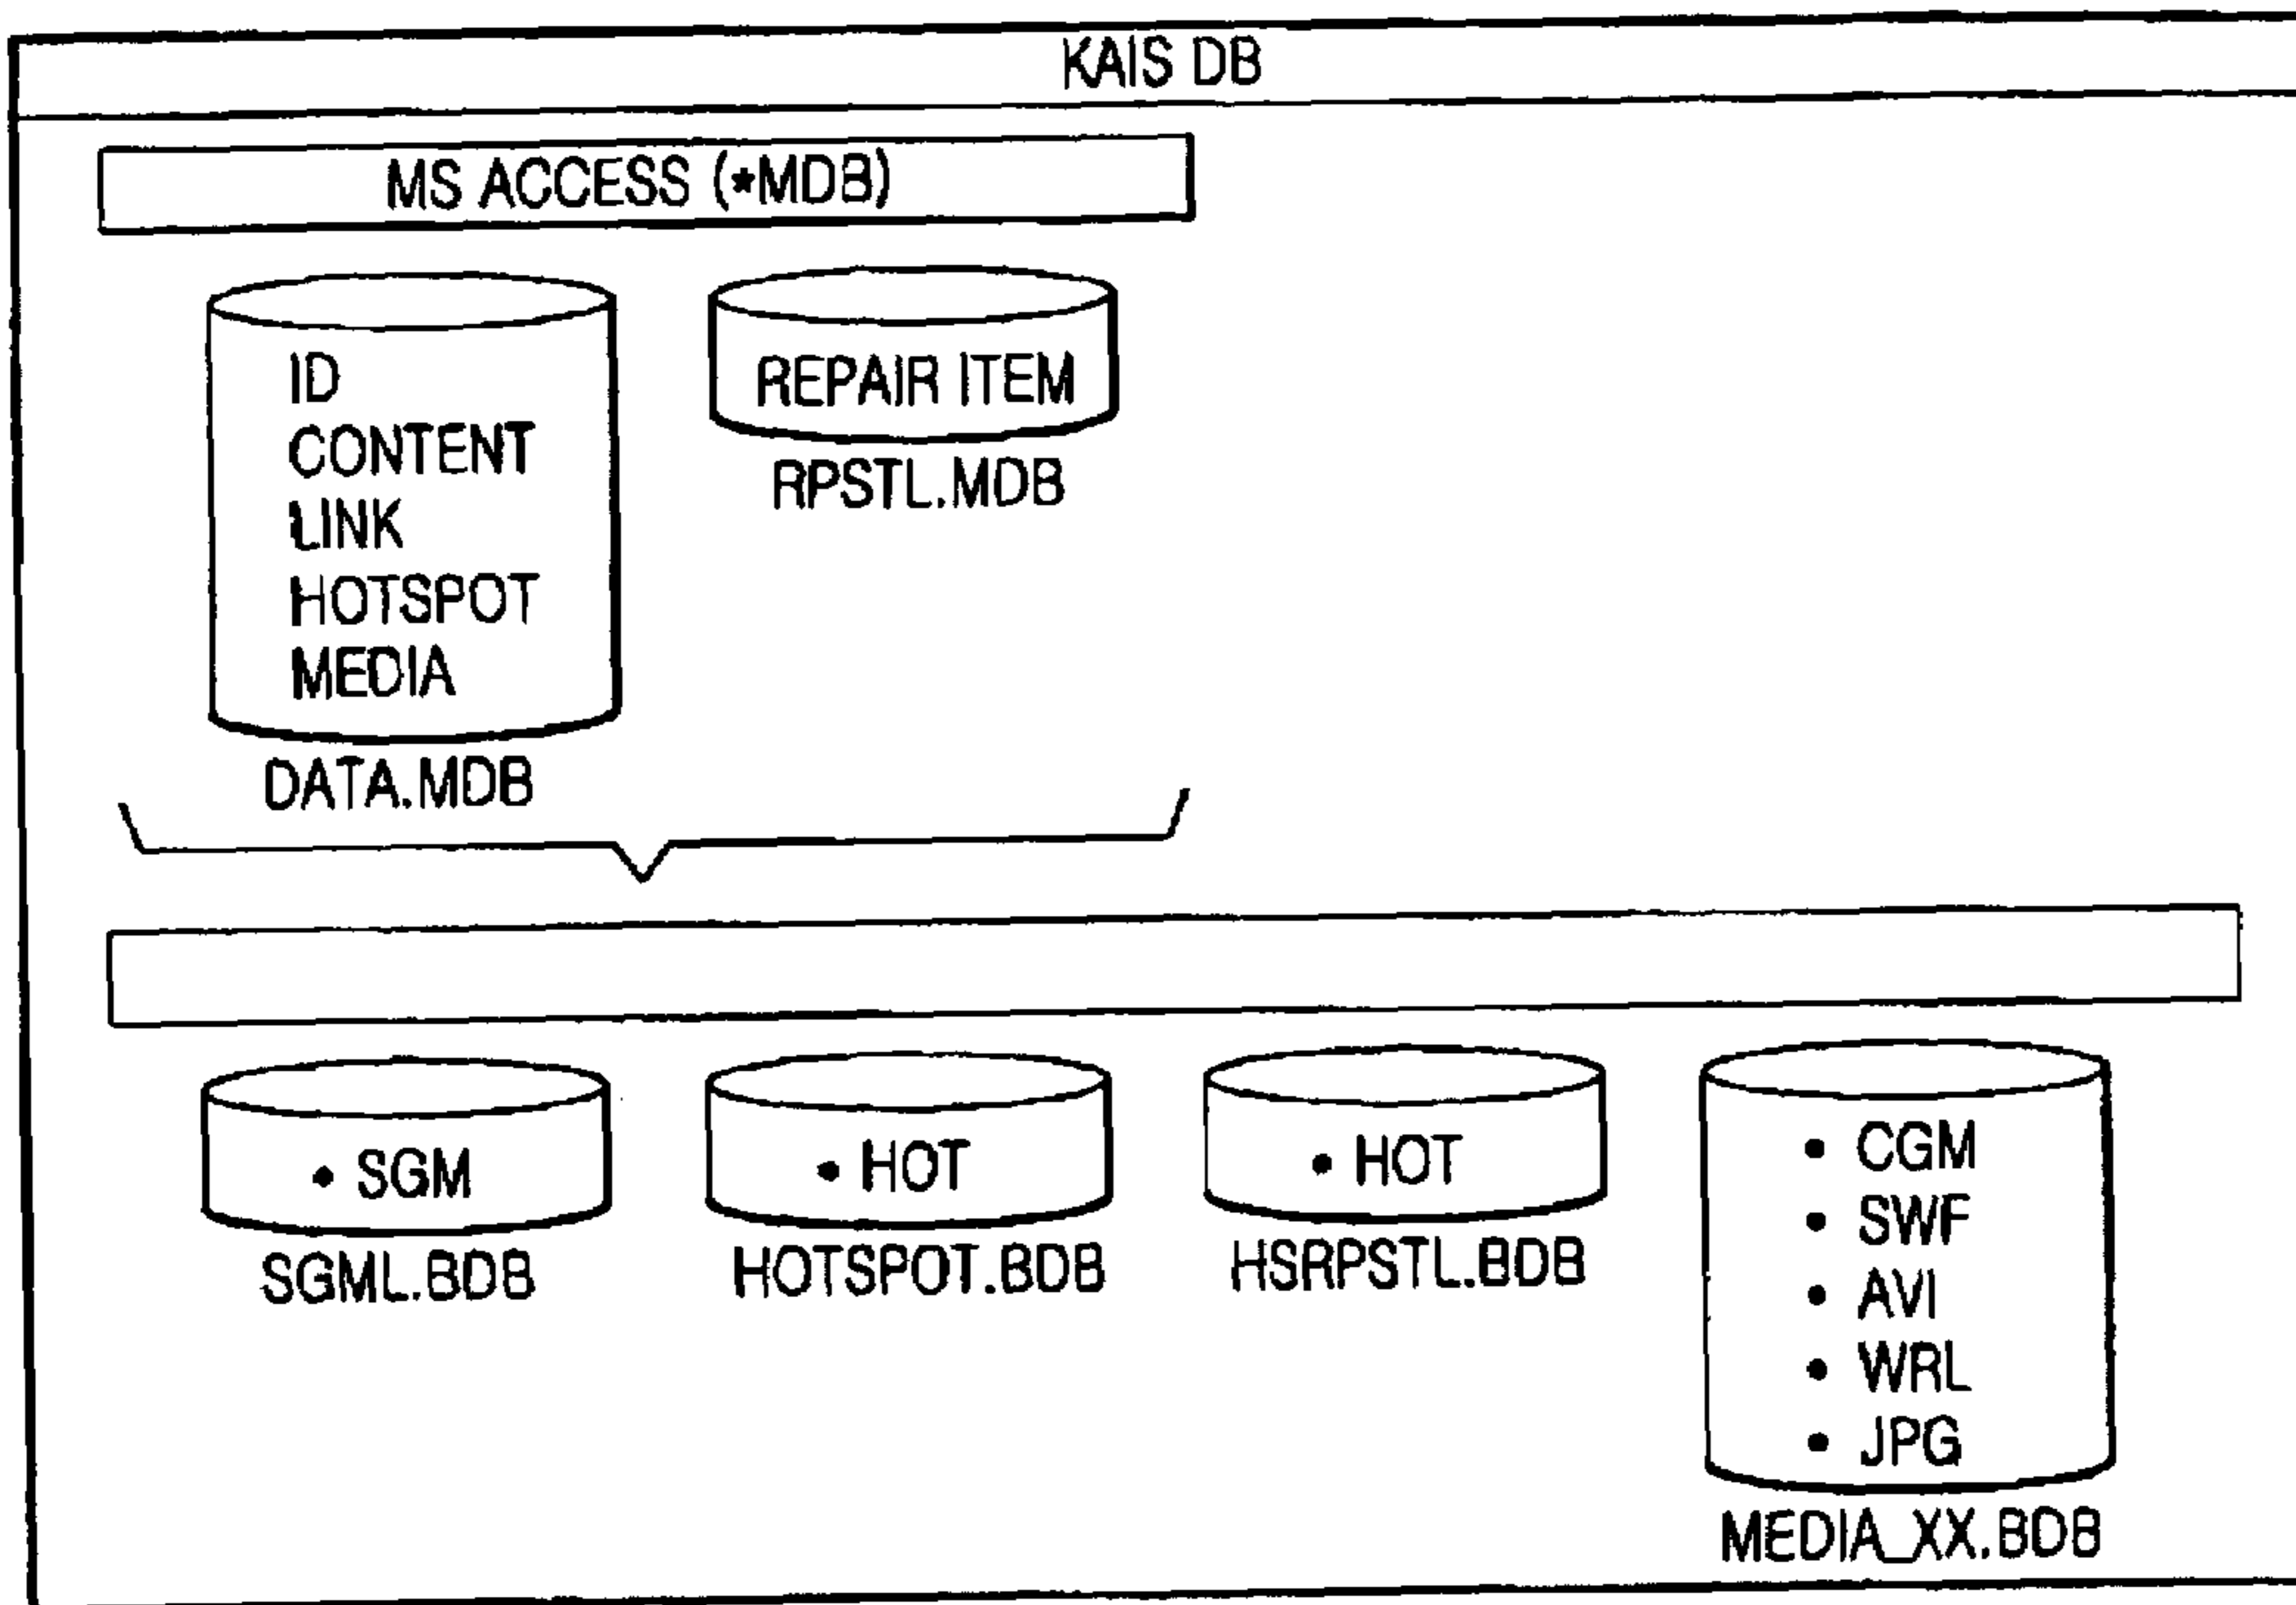 KAIS DB
MS ACCESS (*MDB)
ID
CONTENT
LINK
HOTSPOT
MEDIA
DATA.MDB
REPAIR ITEM
RPSTL.MDB
• SGM
SGML.BDB
• HOT
HOTSPOT.BDB
• HOT
HSRPSTL.BDB
• CGM
• SWF
• AVI
• WRL
• JPG
MEDIA_XX.BDB